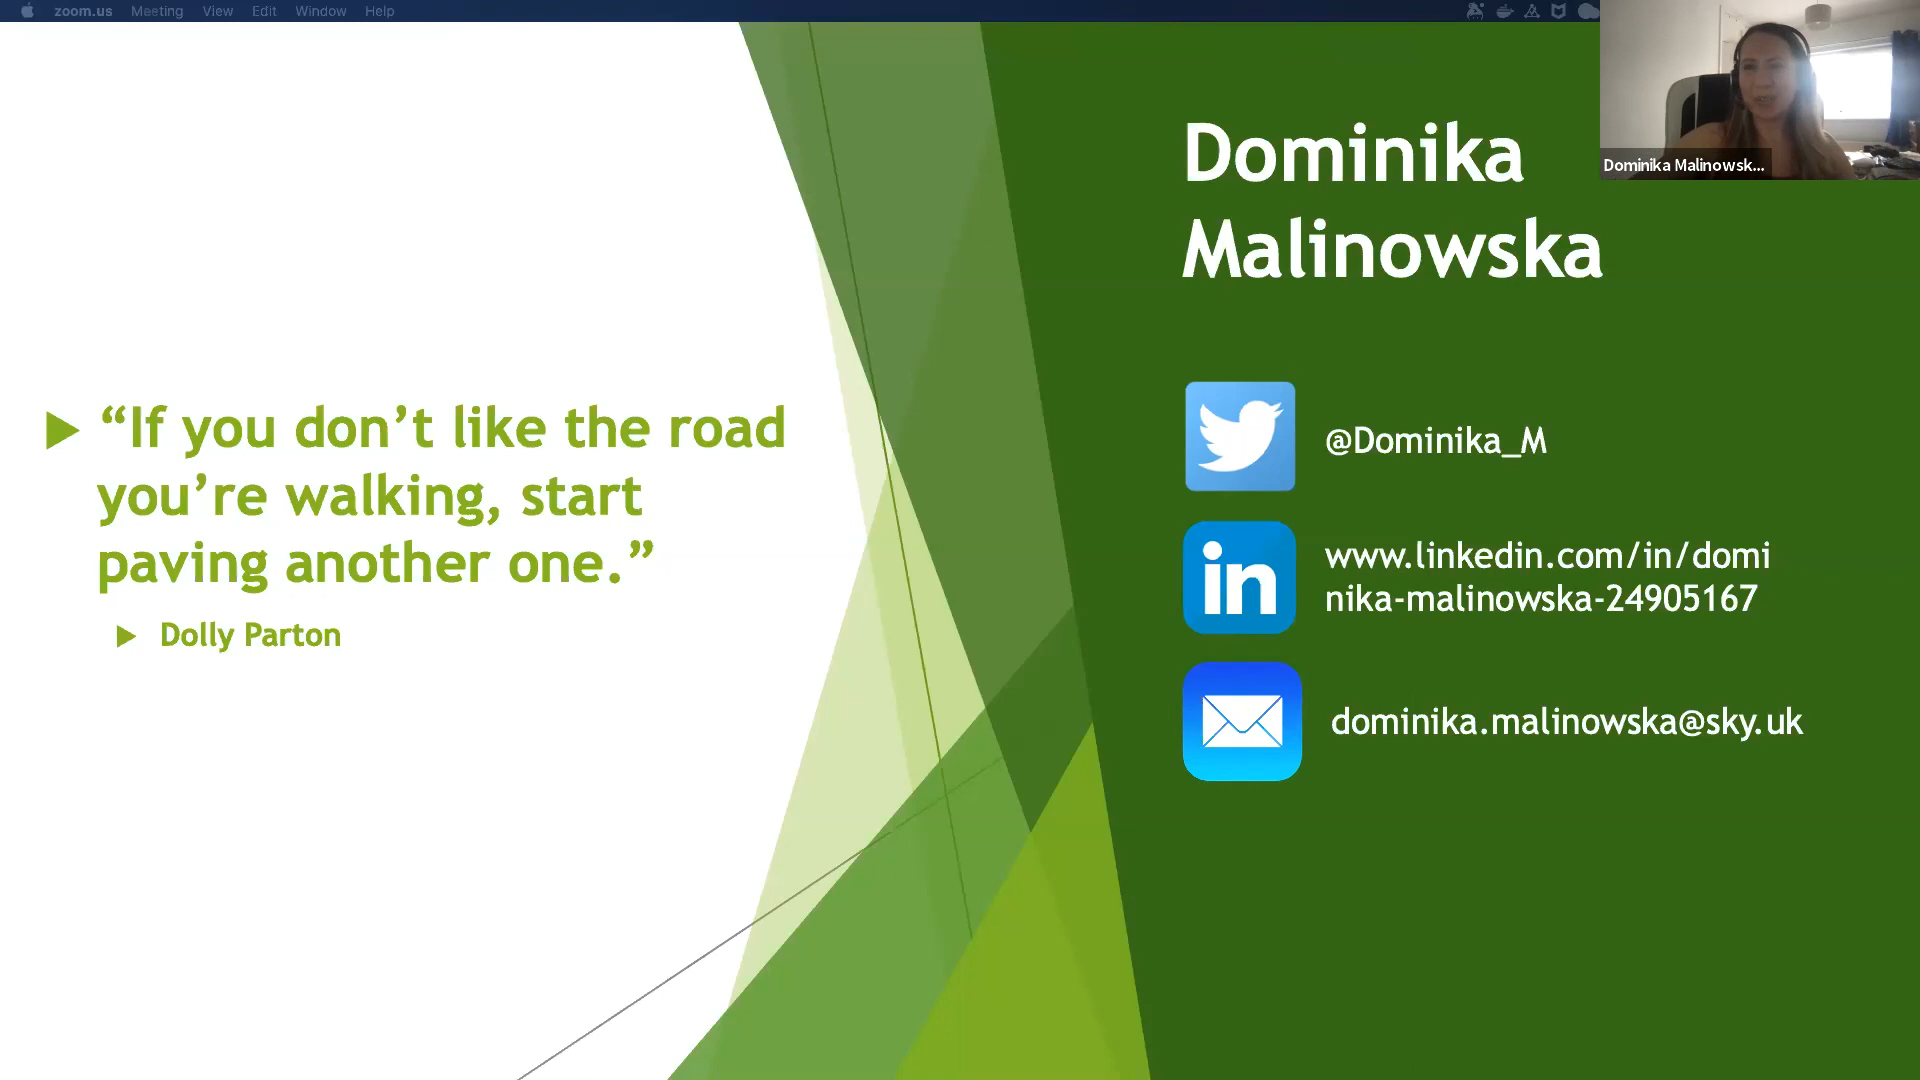 zoom.us Meeting View Edit Window Help
Dominika
Malinowska
Dominika Malinowsk...
“If you don’t like the road
you’re walking, start
paving another one.”
Dolly Parton
@Dominika_M
in
www.linkedin.com/in/domi
nika-malinowska-24905167
dominika.malinowska@sky.uk